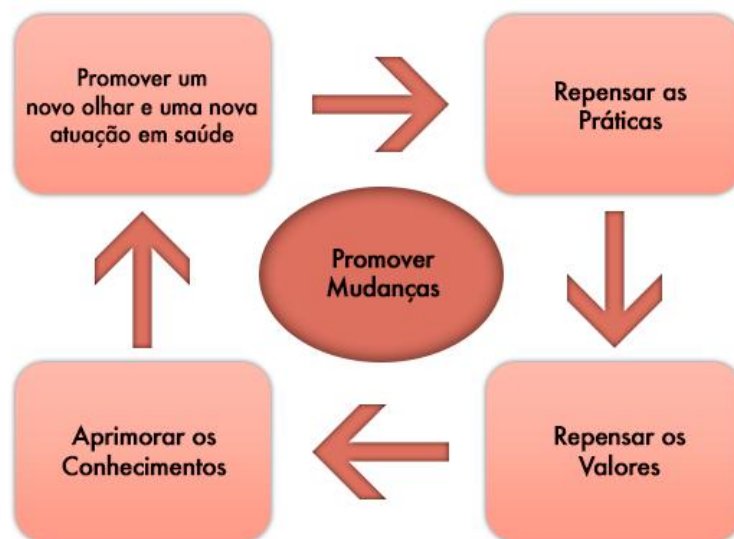 Promover um
novo olhar e uma nova
atuação em saúde
Repensar as
Práticas
Promover
Mudanças
Aprimorar os
Conhecimentos
Repensar os
Valores